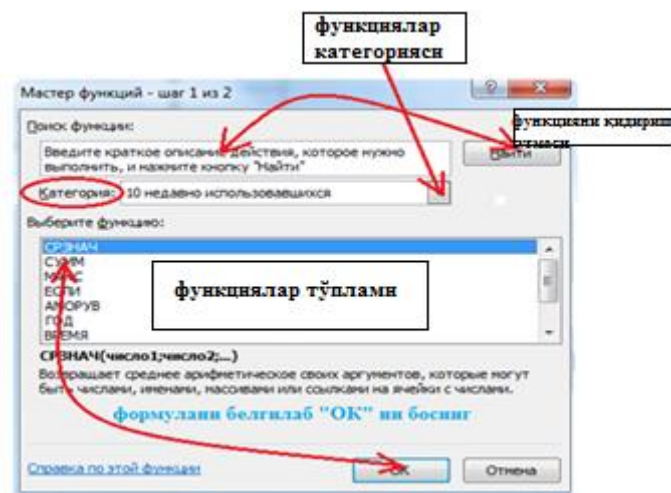 функциялар
категорияси
Мастер функций - шаг 1 из 2
Поиск функции:
функцияни қидириш
Введите краткое описание действия, которое нужно
выполнить, и нажмите кнопку "Найти"
Найти
Категория: 10 недавно использовавшихся
Выберите функцию:
СРЗНАЧ
СУММ
МАКС
ЕСЛИ
АМОРУВ
ГОД
ВРЕМЯ
функциялар тўплами
СРЗНАЧ(число1;число2;...)
Возвращает среднее арифметическое своих аргументов, которые могут
быть числами, именами, массивами или ссылками на ячейки с числами.
формулани белгилаб "OK" ни босинг
Справка по этой функции
ОК
Отмена